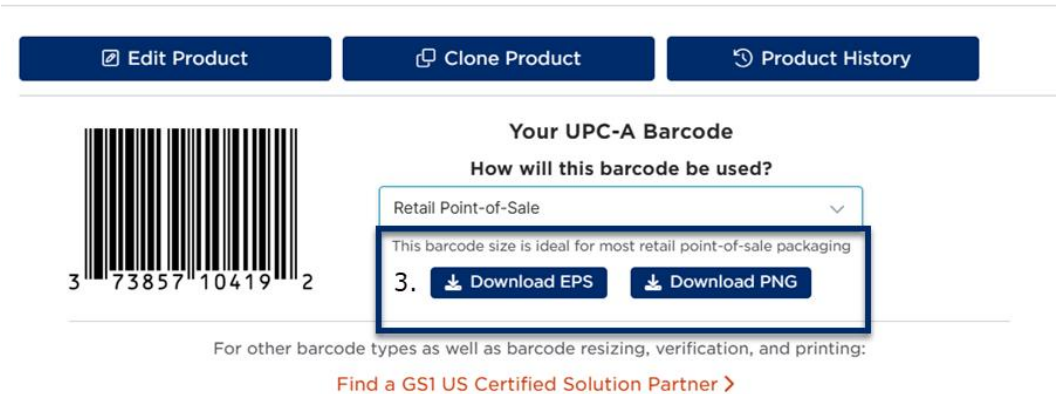 Edit Product
Clone Product
Product History
Your UPC-A Barcode
How will this barcode be used?
Retail Point-of-Sale
This barcode size is ideal for most retail point-of-sale packaging
3. Download EPS Download PNG
3 73857 10419 2
For other barcode types as well as barcode resizing, verification, and printing:
Find a GS1 US Certified Solution Partner